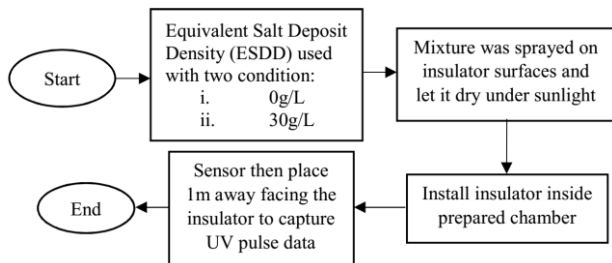 Start
Equivalent Salt Deposit
Density (ESDD) used
with two condition:
i. 0g/L
ii. 30g/L
Mixture was sprayed on
insulator surfaces and
let it dry under sunlight
Install insulator inside
prepared chamber
Sensor then place
1m away facing the
insulator to capture
UV pulse data
End